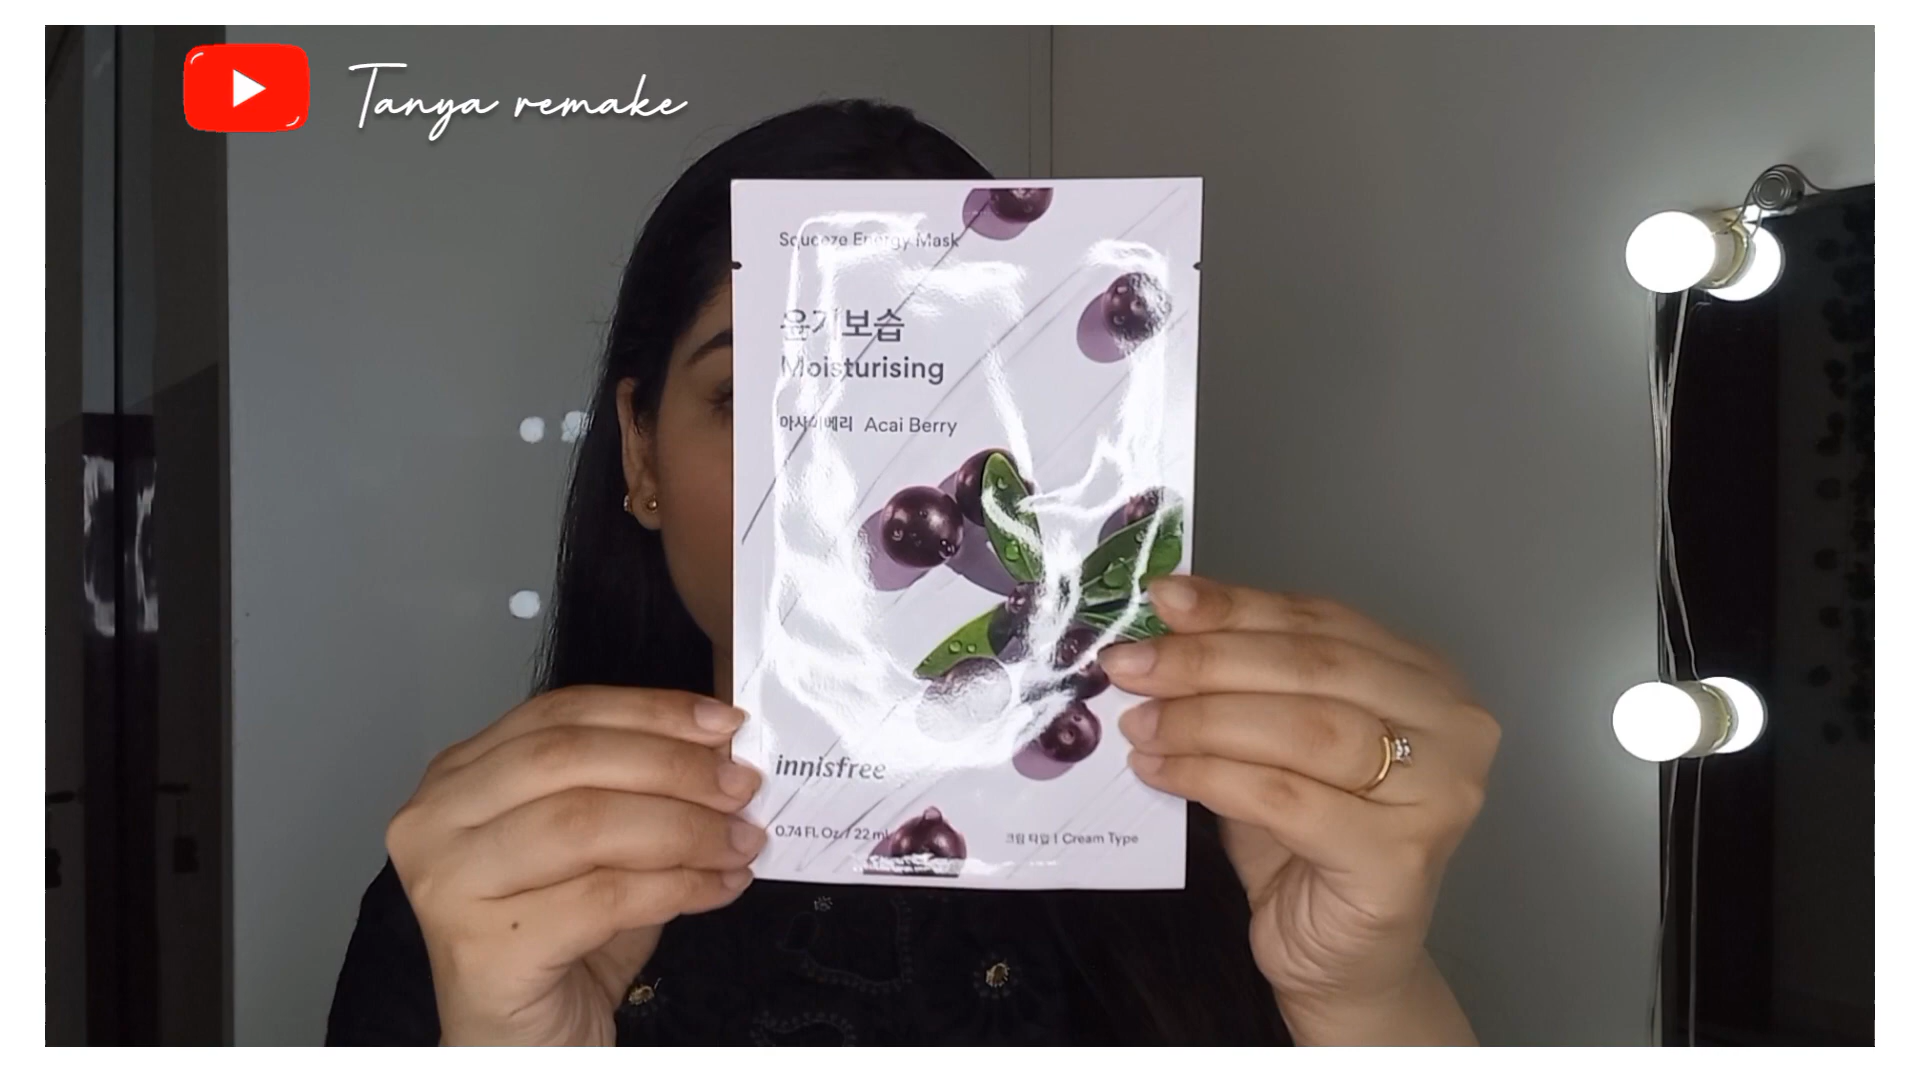 Tanya remake
Squeeze Energy Mask
윤기보습
Moisturising
아사이베리 Acai Berry
innisfree
0.74 FL Oz / 22 mL
크림 타입 | Cream Type